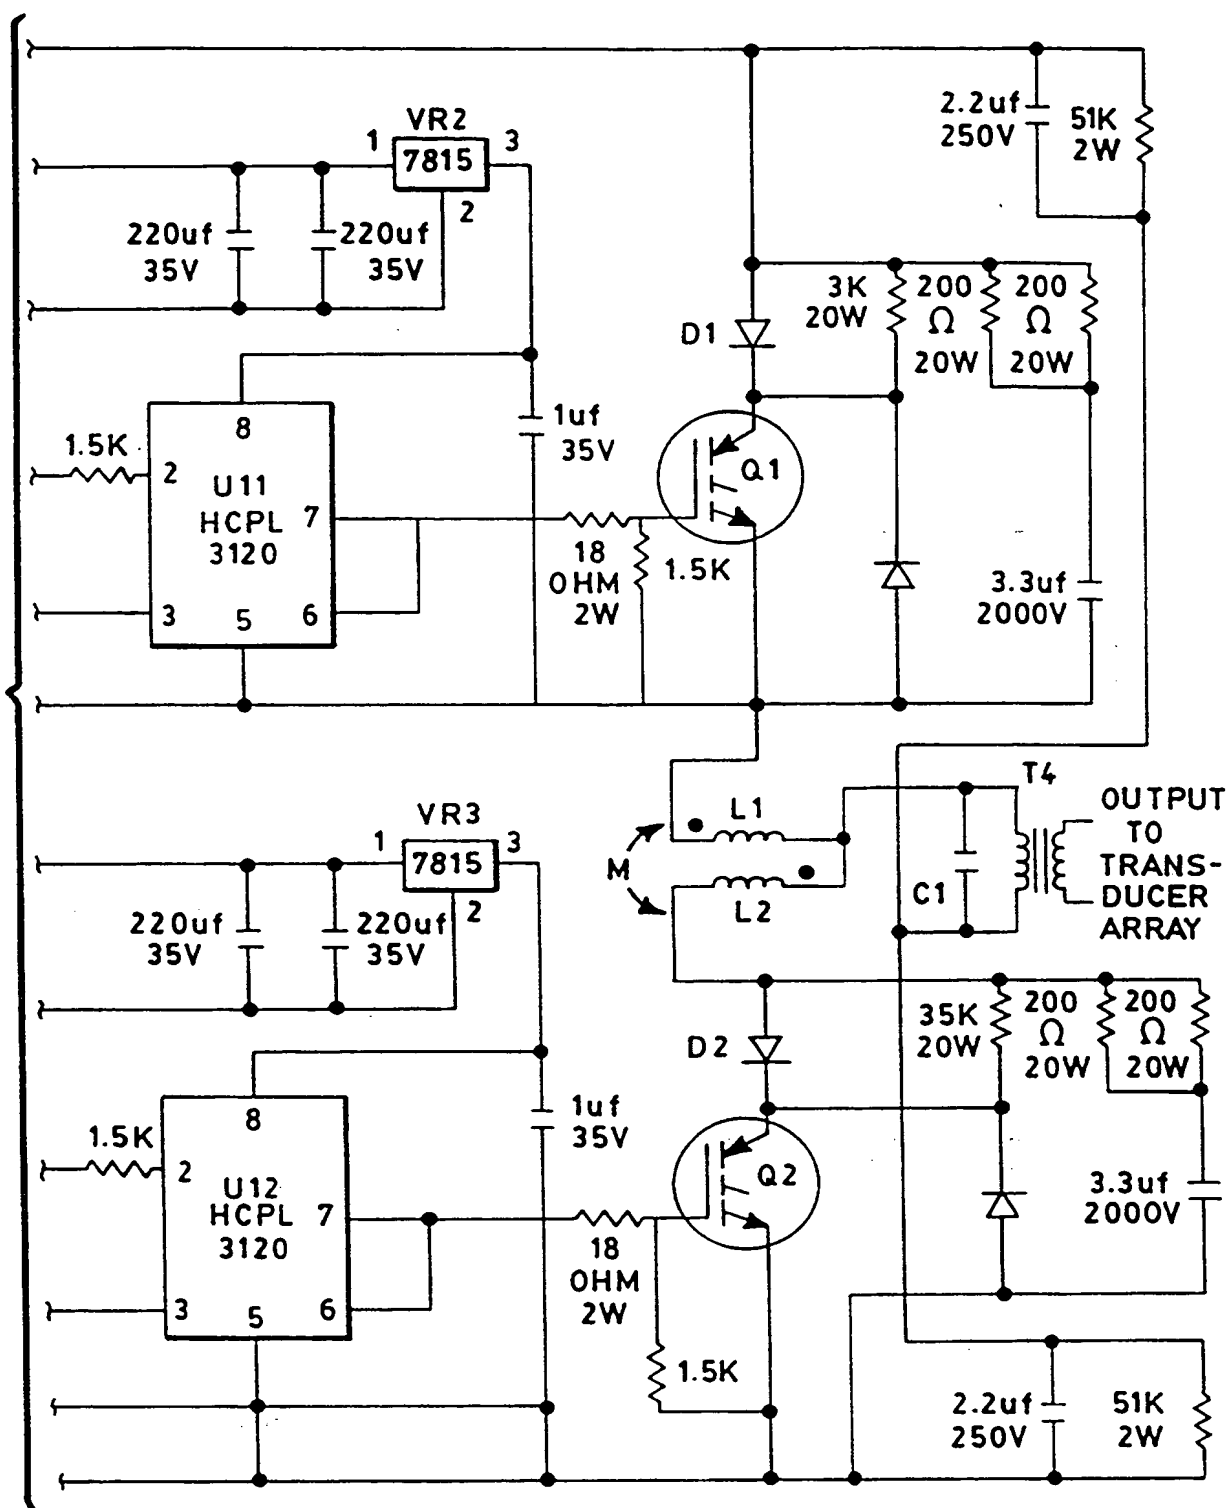 2.2uf
250V
51K
2W
VR2
1
7815
3
2
220uf
35V
220uf
35V
3K
20W
200
Ω
20W
200
Ω
20W
D1
1uf
35V
1.5K
8
2
U11
HCPL
3120
7
3
5
6
Q1
18
OHM
2W
1.5K
3.3uf
2000V
T4
OUTPUT
TO
TRANS-
DUCER
ARRAY
L1
M
L2
C1
VR3
1
7815
3
2
220uf
35V
220uf
35V
35K
20W
200
Ω
20W
200
Ω
20W
D2
1uf
35V
1.5K
8
2
U12
HCPL
3120
7
3
5
6
Q2
18
OHM
2W
1.5K
3.3uf
2000V
2.2uf
250V
51K
2W